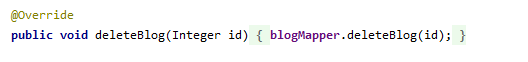 @Override
public void deleteBlog(Integer id) { blogMapper.deleteBlog(id); }